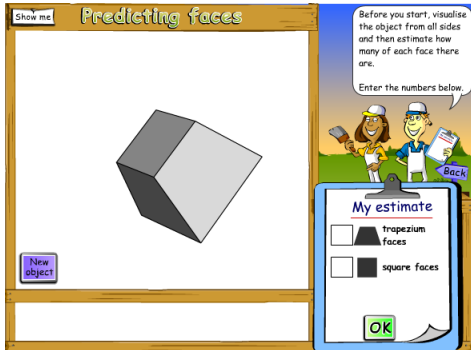 Show me!
Predicting faces
Before you start, visualise
the object from all sides
and then estimate how
many of each face there
are.
Enter the numbers below.
Back
My estimate
trapezium
faces
square faces
New
object
OK